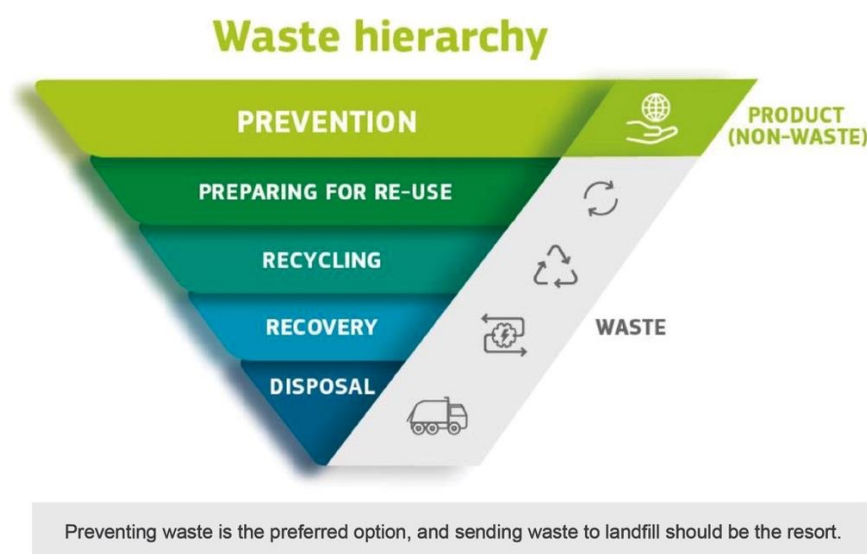 Waste hierarchy
PREVENTION
PRODUCT
(NON-WASTE)
PREPARING FOR RE-USE
RECYCLING
RECOVERY
WASTE
DISPOSAL
Preventing waste is the preferred option, and sending waste to landfill should be the resort.